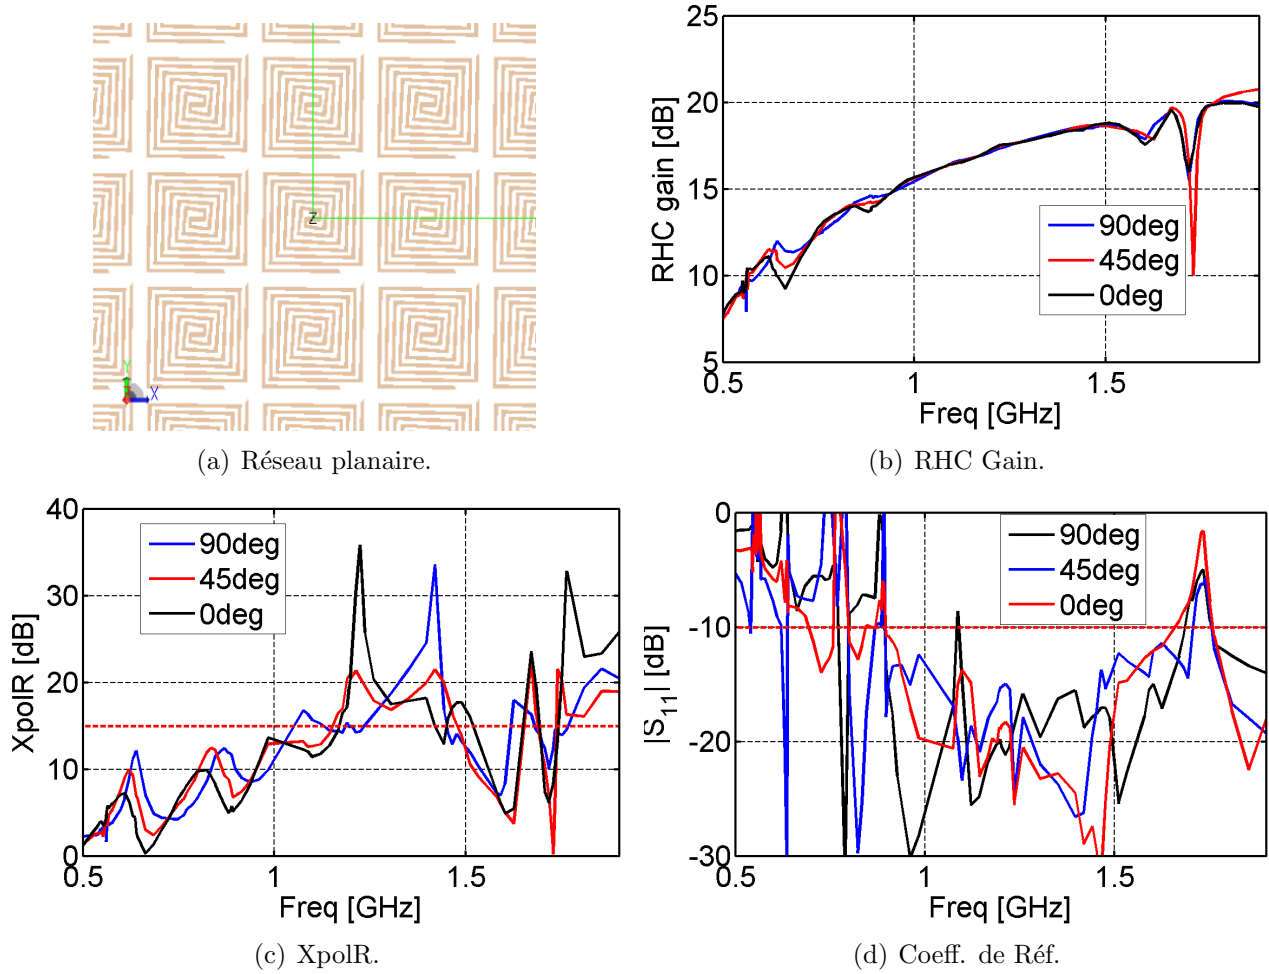 Z
Y
X
(a) Réseau planaire.
25
20
15
10
5
0.5
1
1.5
RHC gain [dB]
Freq [GHz]
90deg
45deg
0deg
(b) RHC Gain.
40
30
20
10
0
0.5
1
1.5
XpolR [dB]
Freq [GHz]
90deg
45deg
0deg
(c) XpolR.
0
-10
-20
-30
0.5
1
1.5
|S11| [dB]
Freq [GHz]
90deg
45deg
0deg
(d) Coeff. de Réf.